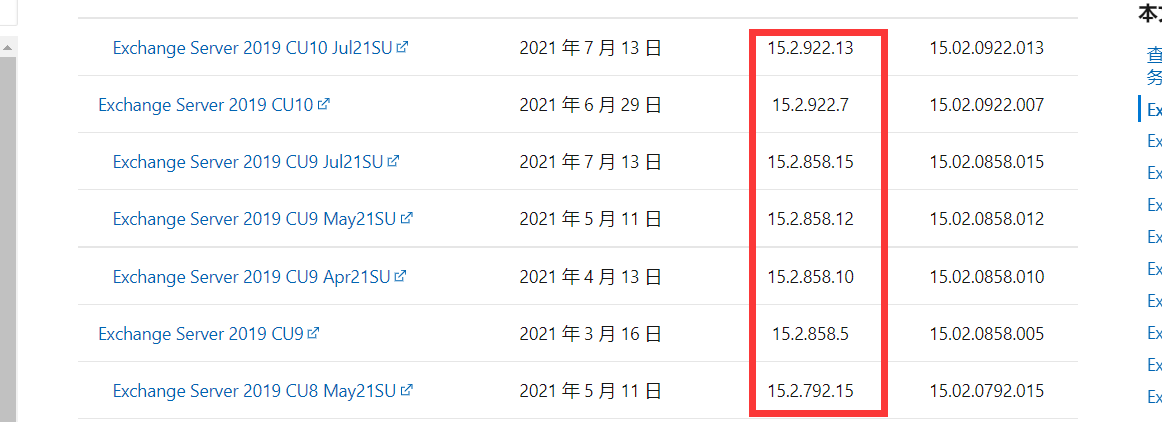 本
Exchange Server 2019 CU10 Jul21SU 2021 年 7 月 13 日 15.2.922.13 15.02.0922.013
查
务
Exchange Server 2019 CU10 2021 年 6 月 29 日 15.2.922.7 15.02.0922.007
Ex
Ex
Exchange Server 2019 CU9 Jul21SU 2021 年 7 月 13 日 15.2.858.15 15.02.0858.015
Ex
Ex
Exchange Server 2019 CU9 May21SU 2021 年 5 月 11 日 15.2.858.12 15.02.0858.012
Ex
Ex
Exchange Server 2019 CU9 Apr21SU 2021 年 4 月 13 日 15.2.858.10 15.02.0858.010
Ex
Exchange Server 2019 CU9 2021 年 3 月 16 日 15.2.858.5 15.02.0858.005
Ex
Ex
Exchange Server 2019 CU8 May21SU 2021 年 5 月 11 日 15.2.792.15 15.02.0792.015
Ex